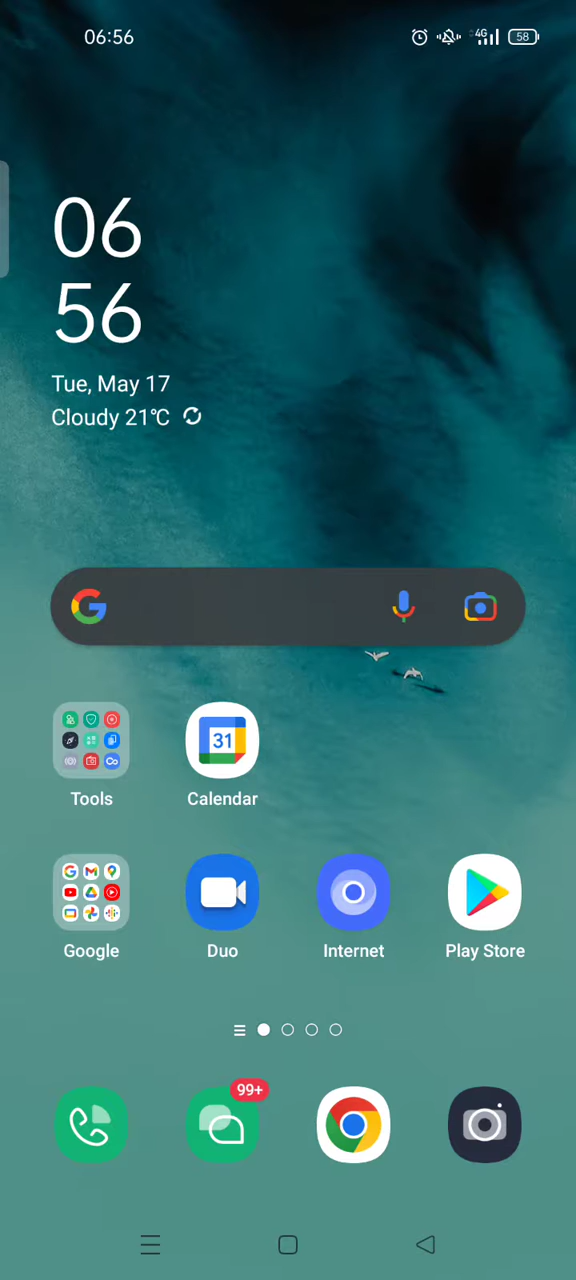 06:56
4G
58
06
56
Tue, May 17
Cloudy 21℃
31
Tools
Calendar
Google
Duo
Internet
Play Store
99+